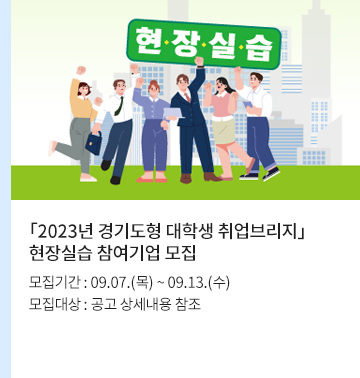 현·장·실·습
「2023년 경기도형 대학생 취업브리지」
현장실습 참여기업 모집
모집기간 : 09.07.(목) ~ 09.13.(수)
모집대상 : 공고 상세내용 참조